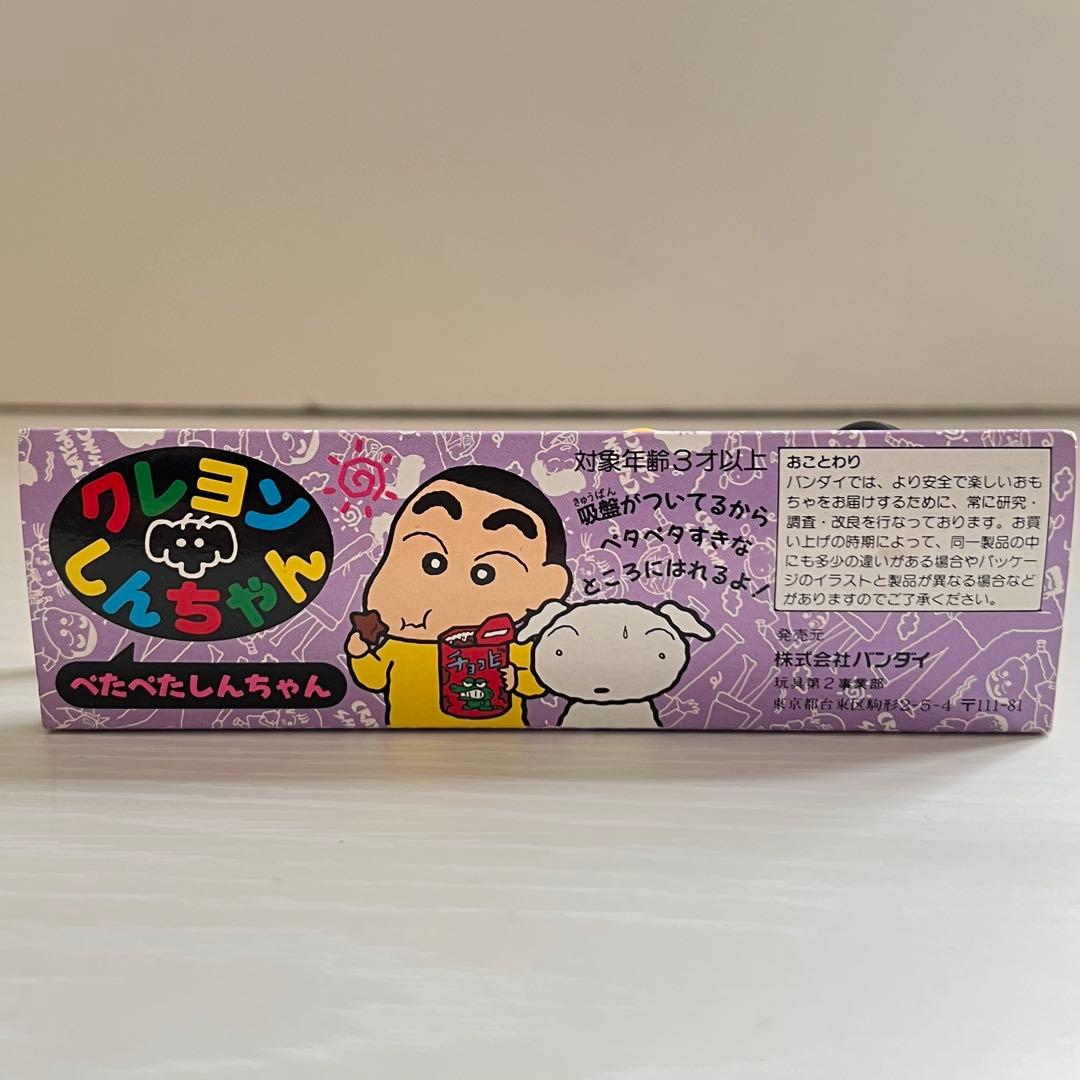 クレヨン
しんちゃん
ぺたぺたしんちゃん
チョコビ
対象年齢3才以上
きゅうばん
吸盤がついてるから
ペタペタすきな
ところにはれるよ!
おことわり
バンダイでは、より安全で楽しいおも
ちゃをお届けするために、常に研究・
調査・改良を行なっております。お買
い上げの時期によって、同一製品の中
にも多少の違いがある場合やパッケー
ジのイラストと製品が異なる場合など
がありますのでご了承ください。
発売元
株式会社バンダイ
玩具第2事業部
東京都台東区駒形2-5-4 〒111-81